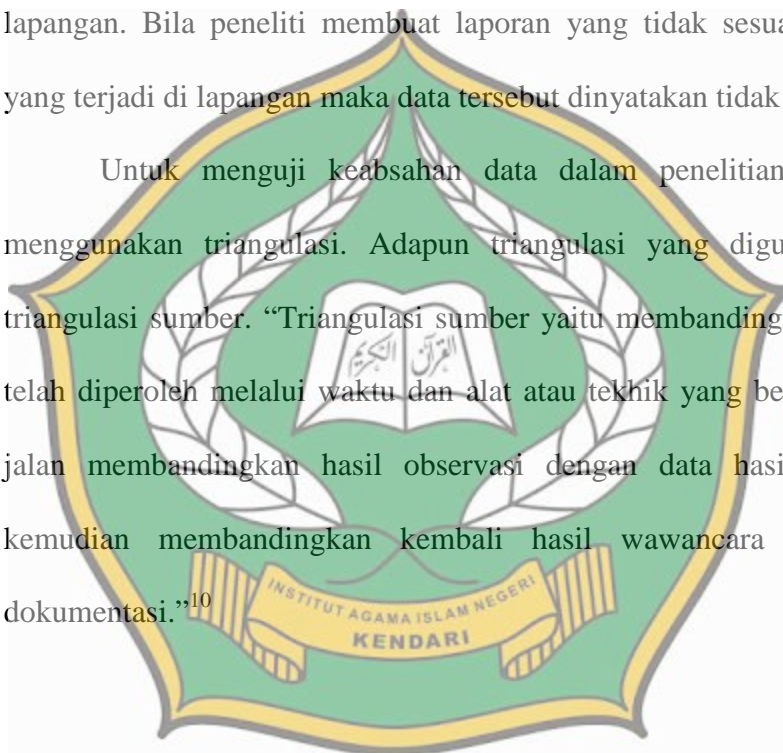 lapangan. Bila peneliti membuat laporan yang tidak sesua
yang terjadi di lapangan maka data tersebut dinyatakan tidak
Untuk menguji keabsahan data dalam penelitian
menggunakan triangulasi. Adapun triangulasi yang digu
triangulasi sumber. “Triangulasi sumber yaitu membanding
telah diperoleh melalui waktu dan alat atau tekhik yang be
jalan membandingkan hasil observasi dengan data hasi
kemudian membandingkan kembali hasil wawancara
dokumentasi.”10
القرآن الكريم
INSTITUT AGAMA ISLAM NEGERI
KENDARI